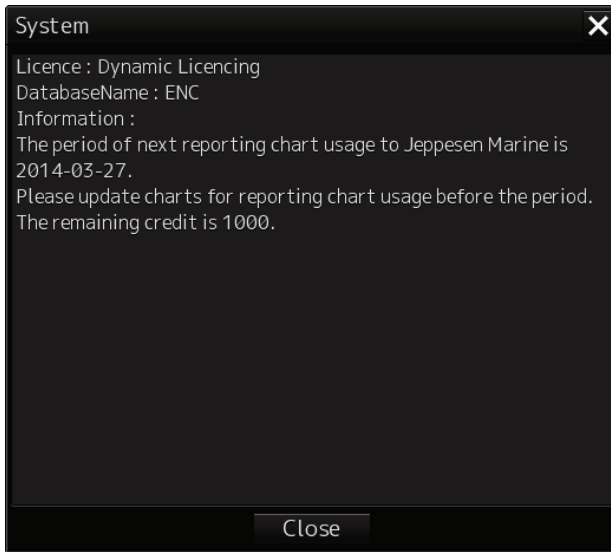 System
Licence : Dynamic Licencing
DatabaseName : ENC
Information :
The period of next reporting chart usage to Jeppesen Marine is
2014-03-27.
Please update charts for reporting chart usage before the period.
The remaining credit is 1000.
Close